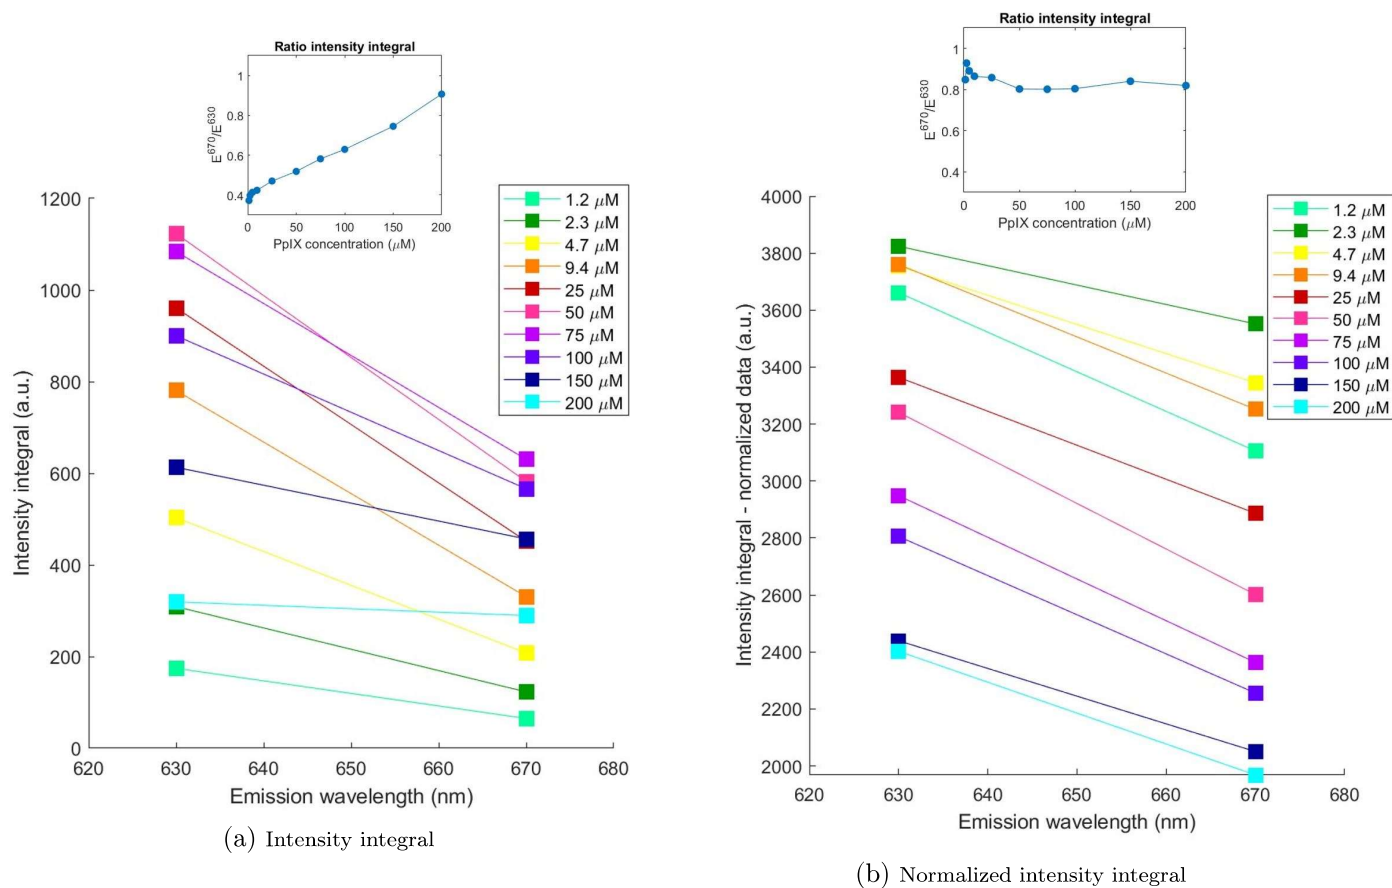 Ratio intensity integral
1
0.8
0.6
0.4
E^670/E^630
0 50 100 150 200
PpIX concentration (μM)
1200
1000
800
600
400
200
0
Intensity integral (a.u.)
620 630 640 650 660 670 680
Emission wavelength (nm)
1.2 μM
2.3 μM
4.7 μM
9.4 μM
25 μM
50 μM
75 μM
100 μM
150 μM
200 μM
(a) Intensity integral
Ratio intensity integral
1
0.8
0.6
0.4
E^670/E^630
0 50 100 150 200
PpIX concentration (μM)
4000
3800
3600
3400
3200
3000
2800
2600
2400
2200
2000
Intensity integral - normalized data (a.u.)
620 630 640 650 660 670 680
Emission wavelength (nm)
1.2 μM
2.3 μM
4.7 μM
9.4 μM
25 μM
50 μM
75 μM
100 μM
150 μM
200 μM
(b) Normalized intensity integral